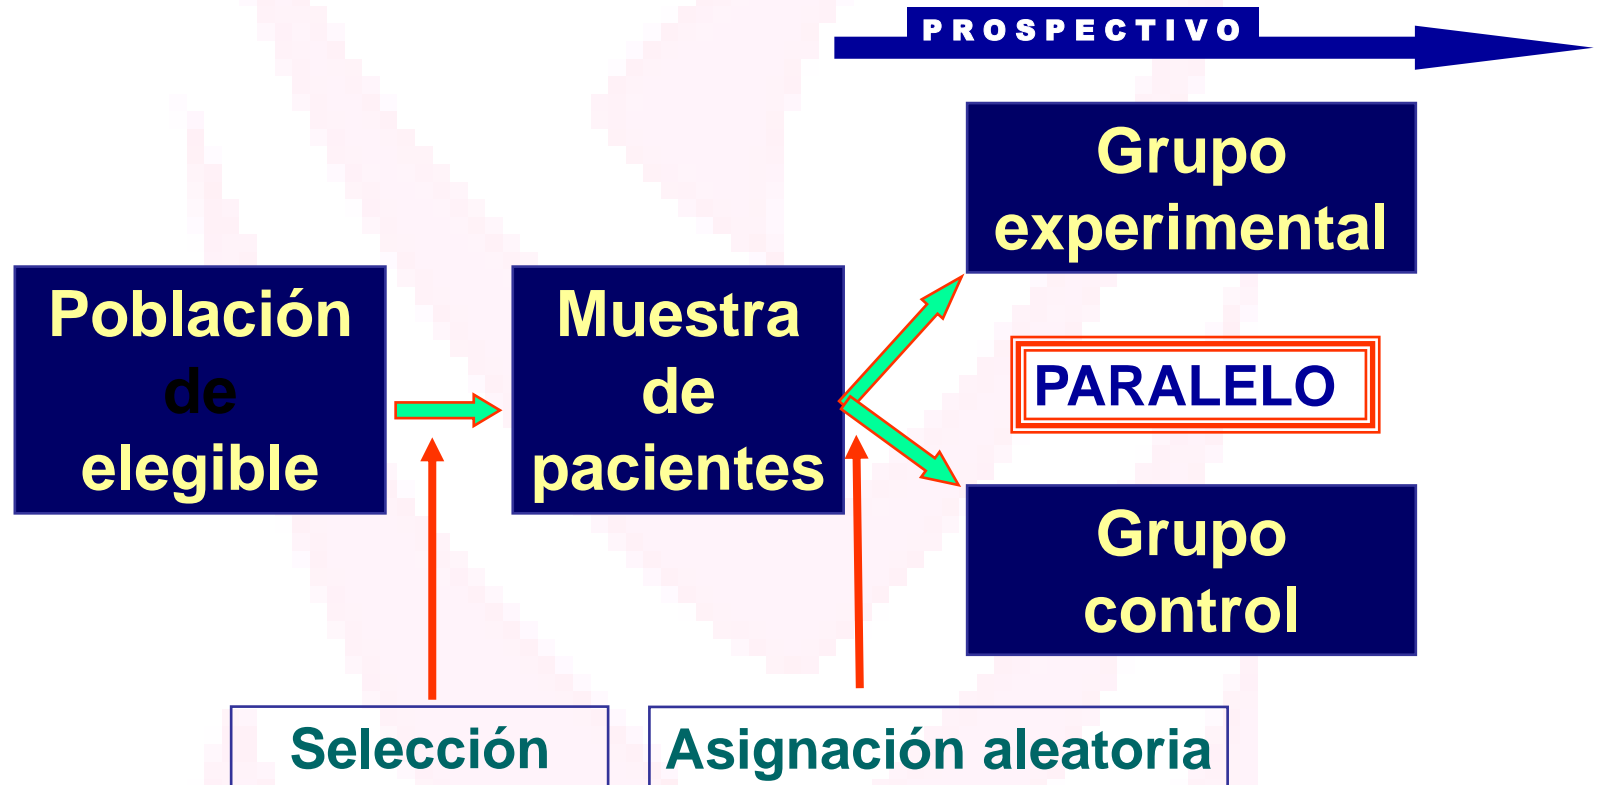 PROSPECTIVO
Grupo
experimental
Población
de
elegible
Muestra
de
pacientes
PARALELO
Grupo
control
Selección
Asignación aleatoria